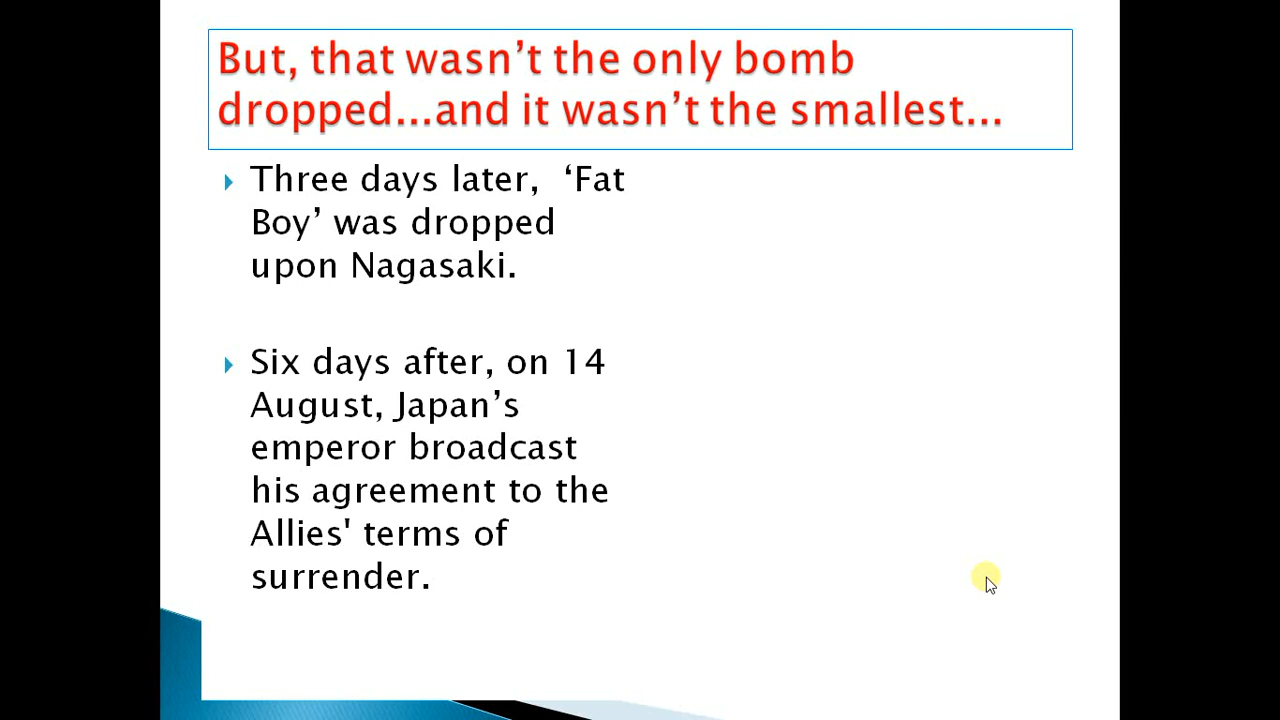 But, that wasn’t the only bomb
dropped...and it wasn’t the smallest...
Three days later,  ‘Fat
Boy’ was dropped
upon Nagasaki.
Six days after, on 14
August, Japan’s
emperor broadcast
his agreement to the
Allies' terms of
surrender.